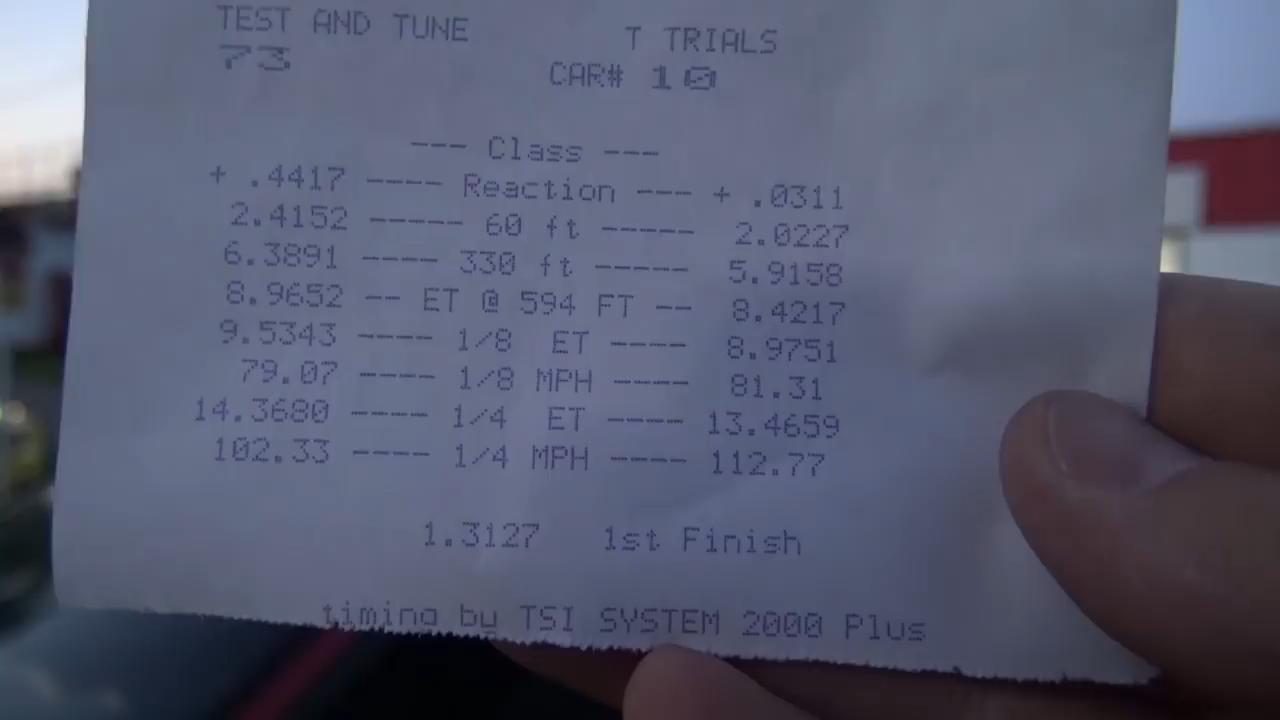 TEST AND TUNE T TRIALS
73 CAR# 10
--- Class ---
+ .4417 ---- Reaction --- + .0311
2.4152 ----- 60 ft ----- 2.0227
6.3891 ---- 330 ft ----- 5.9158
8.9652 -- ET @ 594 FT -- 8.4217
9.5343 ---- 1/8 ET ---- 8.9751
79.07 ---- 1/8 MPH ---- 81.31
14.3680 ---- 1/4 ET ---- 13.4659
102.33 ---- 1/4 MPH ---- 112.77
1.3127 1st Finish
timing by TSI SYSTEM 2000 Plus